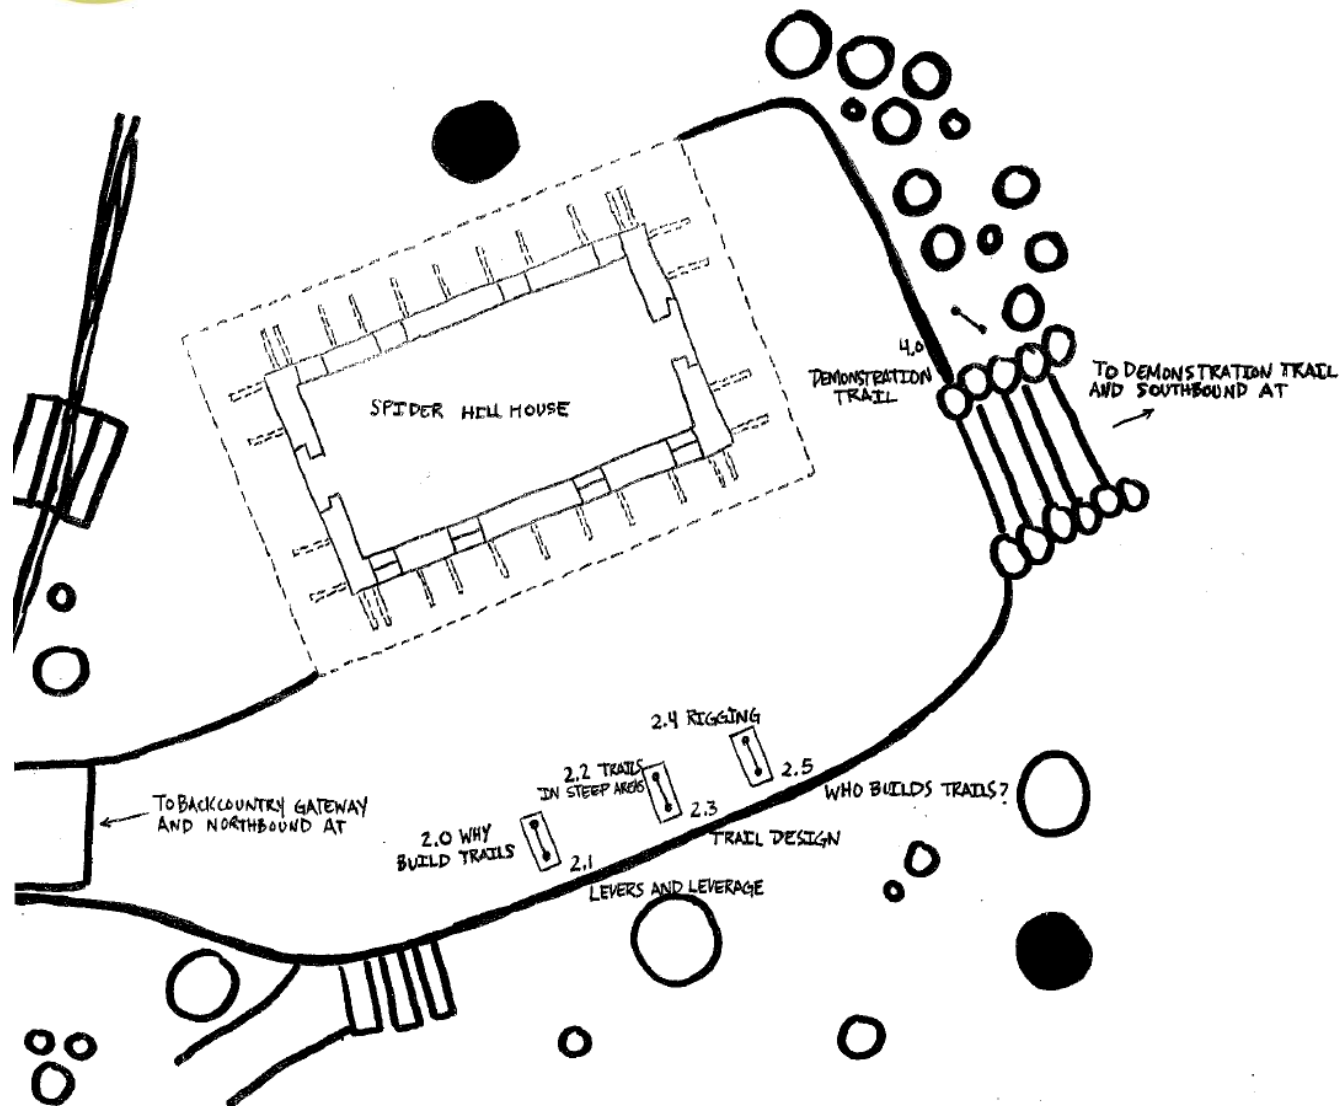 SPIDER HILL HOUSE
4.0
DEMONSTRATION
TRAIL
TO DEMONSTRATION TRAIL
AND SOUTHBOUND AT
2.4 RIGGING
2.5
WHO BUILDS TRAILS?
2.2 TRAILS
IN STEEP AREAS
2.3
TRAIL DESIGN
TO BACKCOUNTRY GATEWAY
AND NORTHBOUND AT
2.0 WHY
BUILD TRAILS
2.1
LEVERS AND LEVERAGE